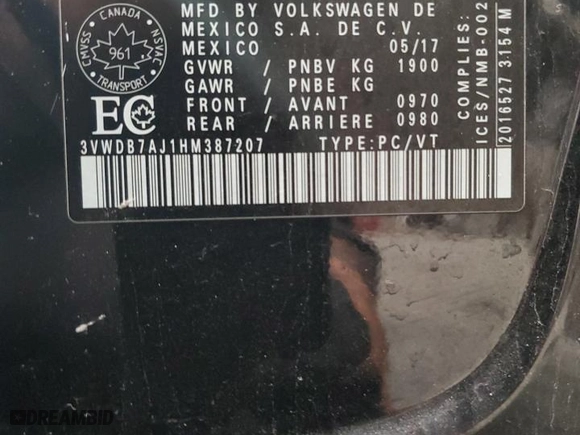 CANADA
CMVSS
NSVAC
961
TRANSPORT
EC
MFD. BY VOLKSWAGEN DE
MEXICO S.A. DE C.V.
MEXICO 05/17
GVWR / PNBV KG 1900
GAWR / PNBE KG
FRONT / AVANT 0970
REAR / ARRIERE 0980
3VWDB7AJ1HM387207 TYPE:PC/VT
COMPLIES:
ICES/NMB-002
2016527 3.154 M
DREAMBID